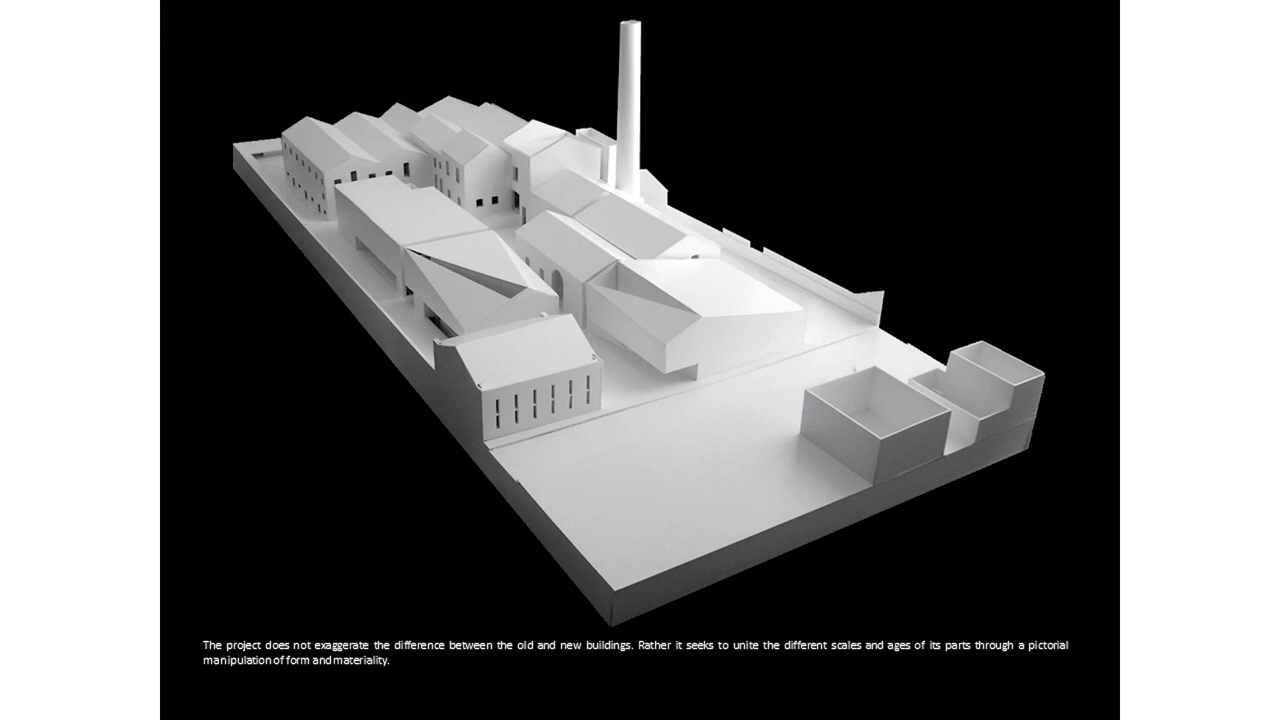 The project does not exaggerate the difference between the old and new buildings. Rather it seeks to unite the different scales and ages of its parts through a pictorial
manipulation of form and materiality.